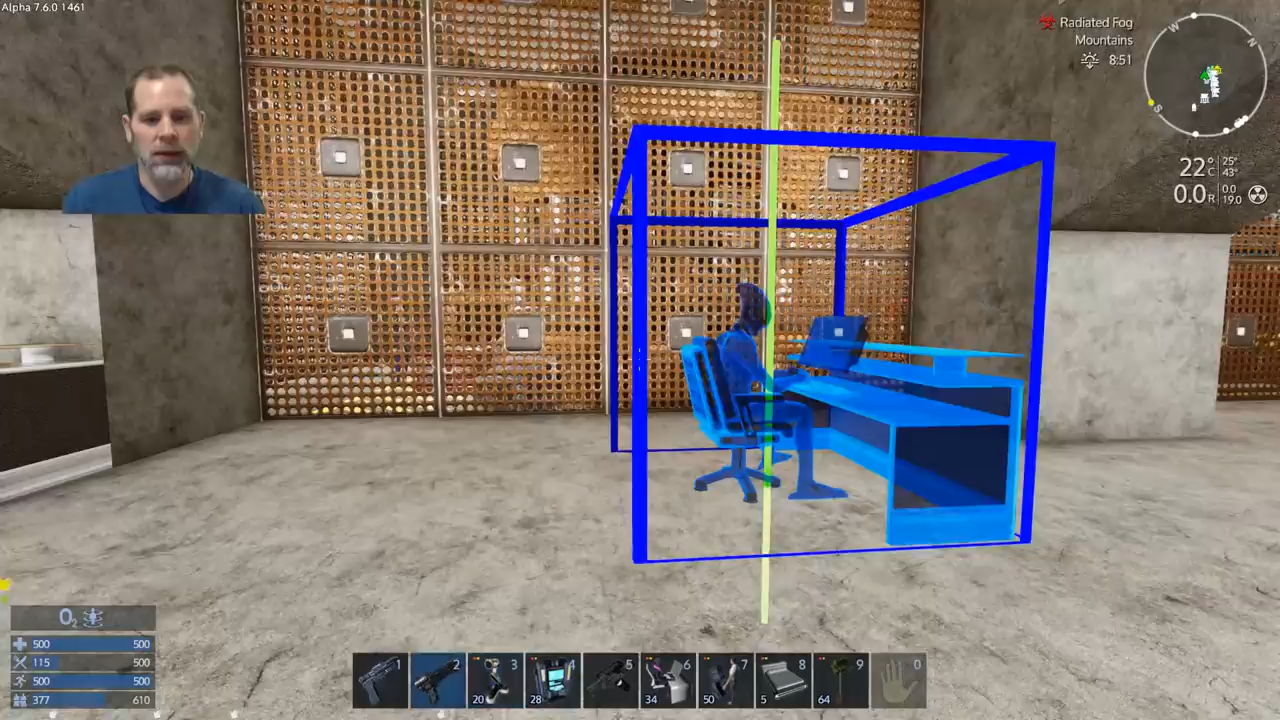 Alpha 7.6.0 1461
Radiated Fog
Mountains
8:51
W
N
S
22°C 25°
43°
0.0R 0.0
19.0
O2
500 500
115 500
500 500
377 610
1
2
3
20
4
28
5
6
34
7
50
8
5
9
64
0